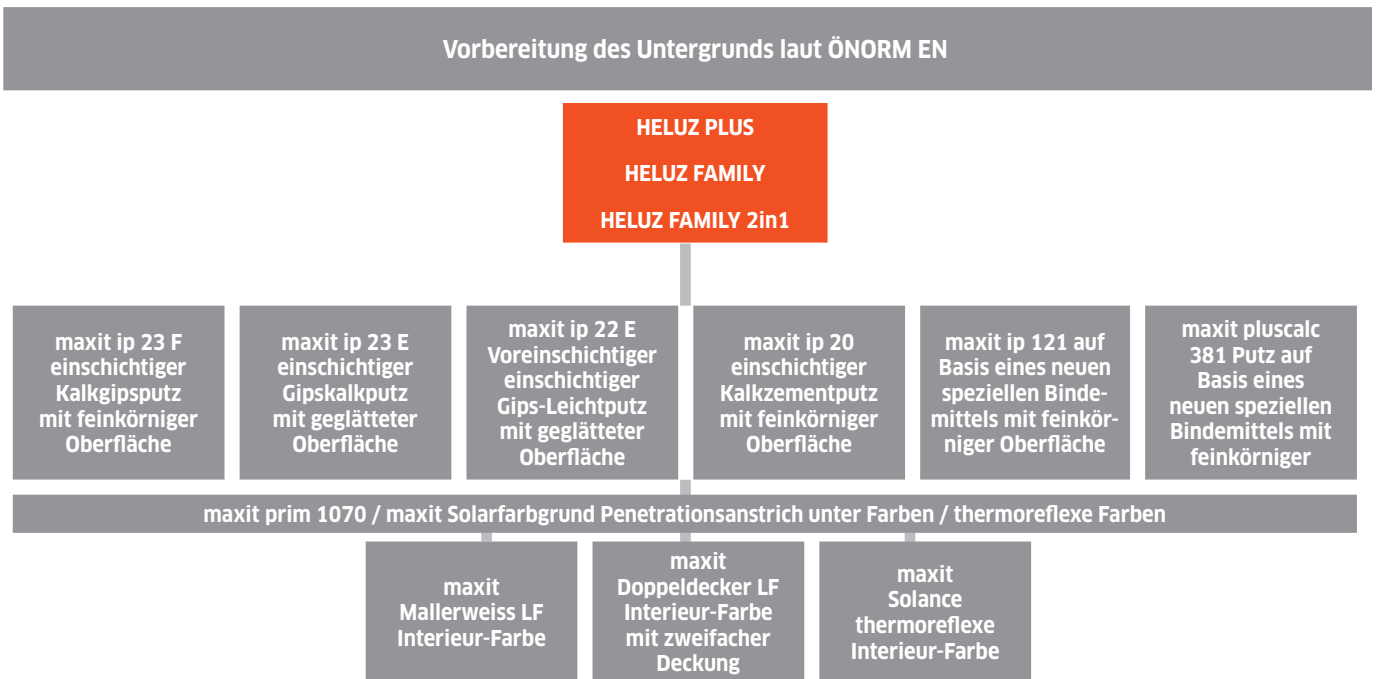 Vorbereitung des Untergrunds laut ÖNORM EN
HELUZ PLUS
HELUZ FAMILY
HELUZ FAMILY 2in1
maxit ip 23 F
einschichtiger
Kalkgipsputz
mit feinkörniger
Oberfläche
maxit ip 23 E
einschichtiger
Gipskalkputz
mit geglätteter
Oberfläche
maxit ip 22 E
Voreinschichtiger
einschichtiger
Gips-Leichtputz
mit geglätteter
Oberfläche
maxit ip 20
einschichtiger
Kalkzementputz
mit feinkörniger
Oberfläche
maxit ip 121 auf
Basis eines neuen
speziellen Binde-
mittels mit feinkör-
niger Oberfläche
maxit pluscalc
381 Putz auf
Basis eines
neuen speziellen
Bindemittels mit
feinkörniger
maxit prim 1070 / maxit Solarfarbgrund Penetrationsanstrich unter Farben / thermoreflexe Farben
maxit
Mallerweiss LF
Interieur-Farbe
maxit
Doppeldecker LF
Interieur-Farbe
mit zweifacher
Deckung
maxit
Solance
thermoreflexe
Interieur-Farbe